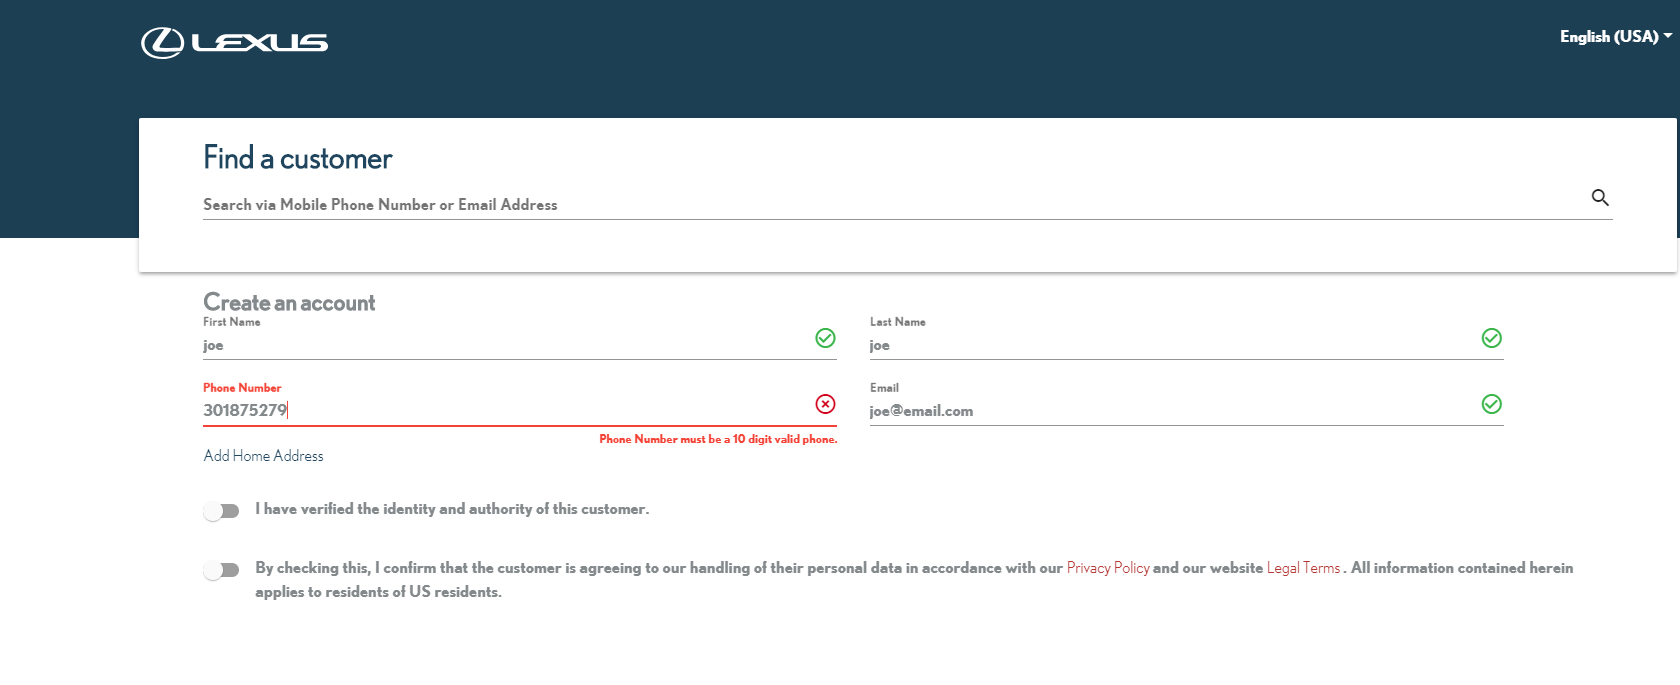 LEXUS
English (USA)
Find a customer
Search via Mobile Phone Number or Email Address
Create an account
First Name
joe
Last Name
joe
Phone Number
301875279
Phone Number must be a 10 digit valid phone.
Email
joe@email.com
Add Home Address
I have verified the identity and authority of this customer.
By checking this, I confirm that the customer is agreeing to our handling of their personal data in accordance with our Privacy Policy and our website Legal Terms . All information contained herein
applies to residents of US residents.